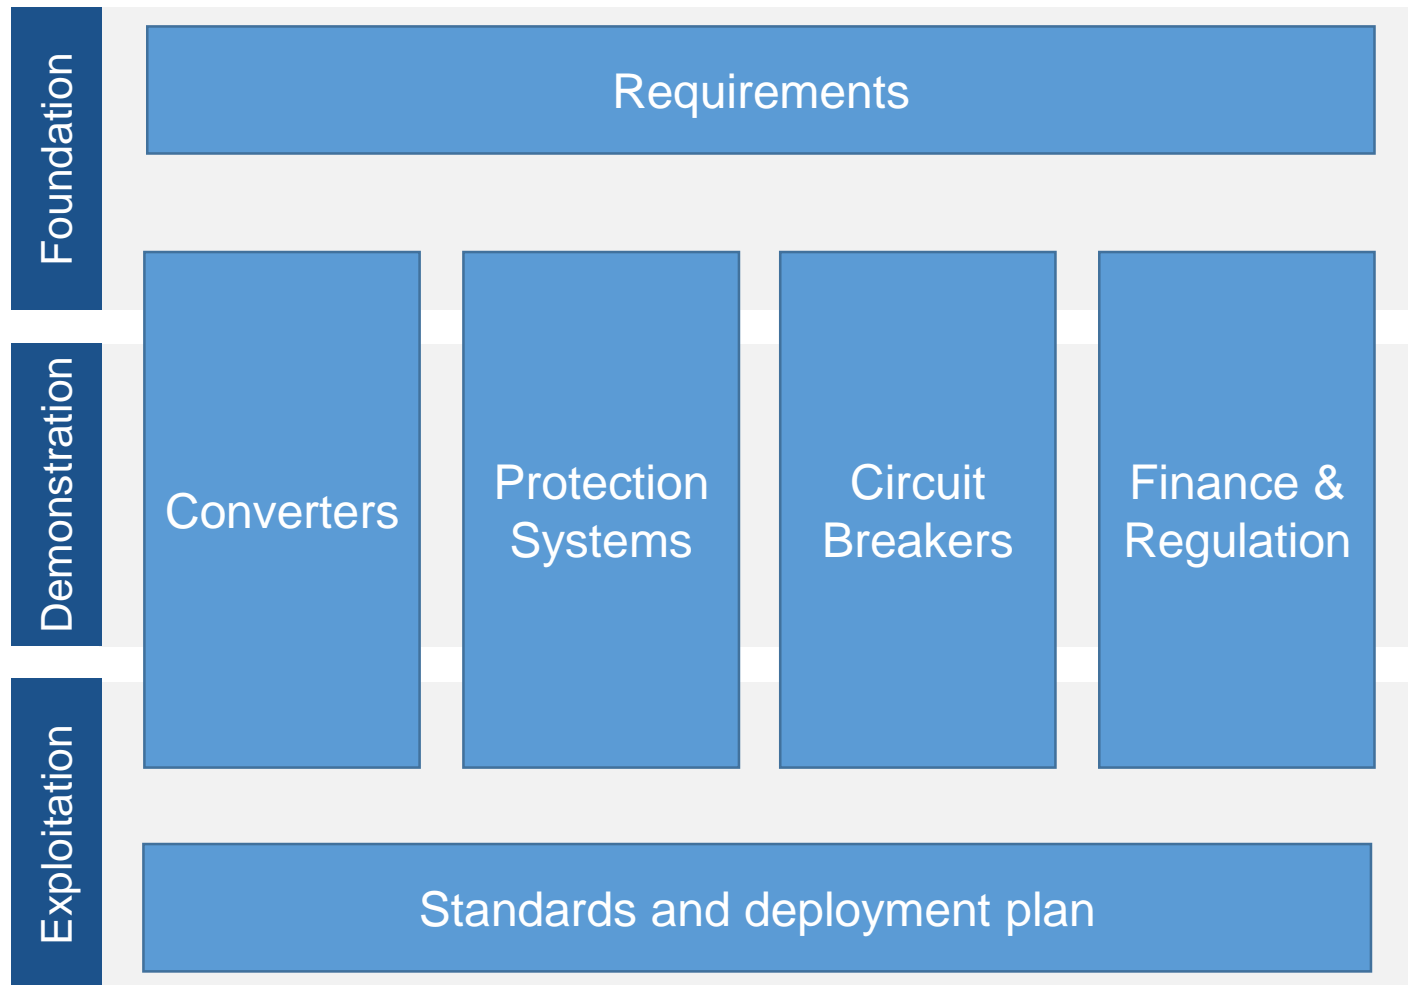 Foundation
Requirements
Demonstration
Converters
Protection
Systems
Circuit
Breakers
Finance &
Regulation
Exploitation
Standards and deployment plan